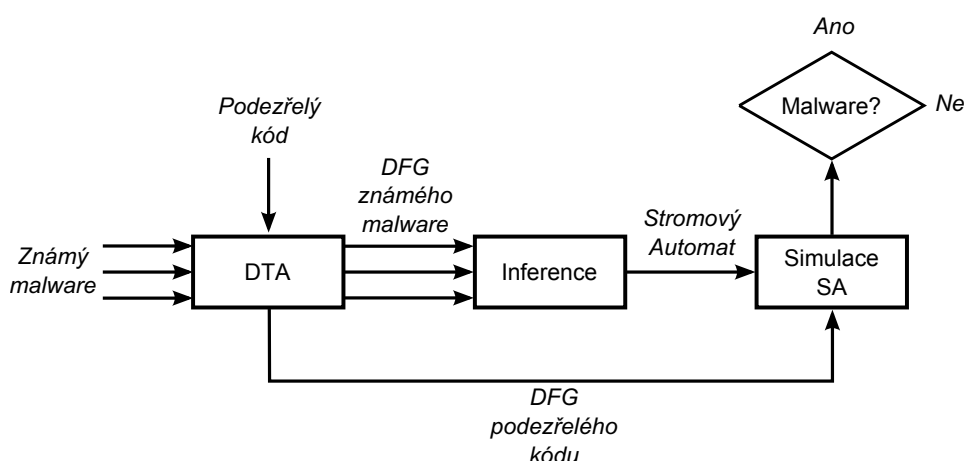 Ano
Malware?
Ne
Podezřelý
kód
DFG
známého
malware
Známý
malware
DTA
Inference
Stromový
Automat
Simulace
SA
DFG
podezřelého
kódu